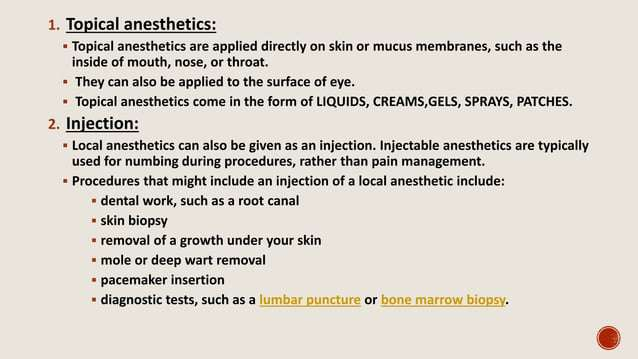 1. Topical anesthetics:
▪ Topical anesthetics are applied directly on skin or mucus membranes, such as the
inside of mouth, nose, or throat.
▪ They can also be applied to the surface of eye.
▪ Topical anesthetics come in the form of LIQUIDS, CREAMS,GELS, SPRAYS, PATCHES.
2. Injection:
▪ Local anesthetics can also be given as an injection. Injectable anesthetics are typically
used for numbing during procedures, rather than pain management.
▪ Procedures that might include an injection of a local anesthetic include:
▪ dental work, such as a root canal
▪ skin biopsy
▪ removal of a growth under your skin
▪ mole or deep wart removal
▪ pacemaker insertion
▪ diagnostic tests, such as a lumbar puncture or bone marrow biopsy.